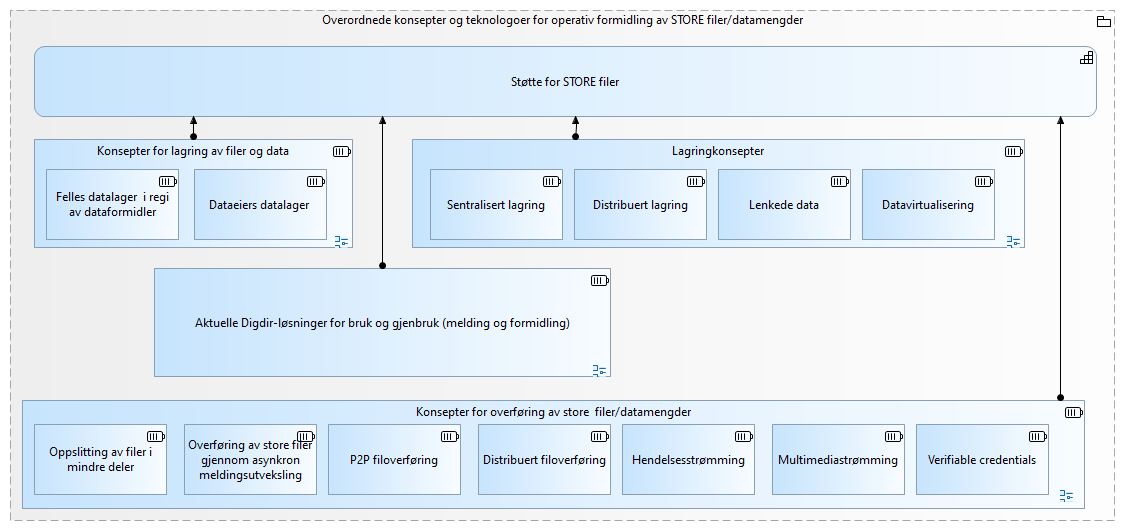 Overordnede konsepter og teknologoer for operativ formidling av STORE filer/datamengder
Støtte for STORE filer
Konsepter for lagring av filer og data
Felles datalager i regi
av dataformidler
Dataeiers datalager
Lagringkonsepter
Sentralisert lagring
Distribuert lagring
Lenkede data
Datavirtualisering
Aktuelle Digdir-løsninger for bruk og gjenbruk (melding og formidling)
Konsepter for overføring av store filer/datamengder
Oppslitting av filer i
mindre deler
Overføring av store filer
gjennom asynkron
meldingsutveksling
P2P filoverføring
Distribuert filoverføring
Hendelsesstrømming
Multimediastrømming
Verifiable credentials